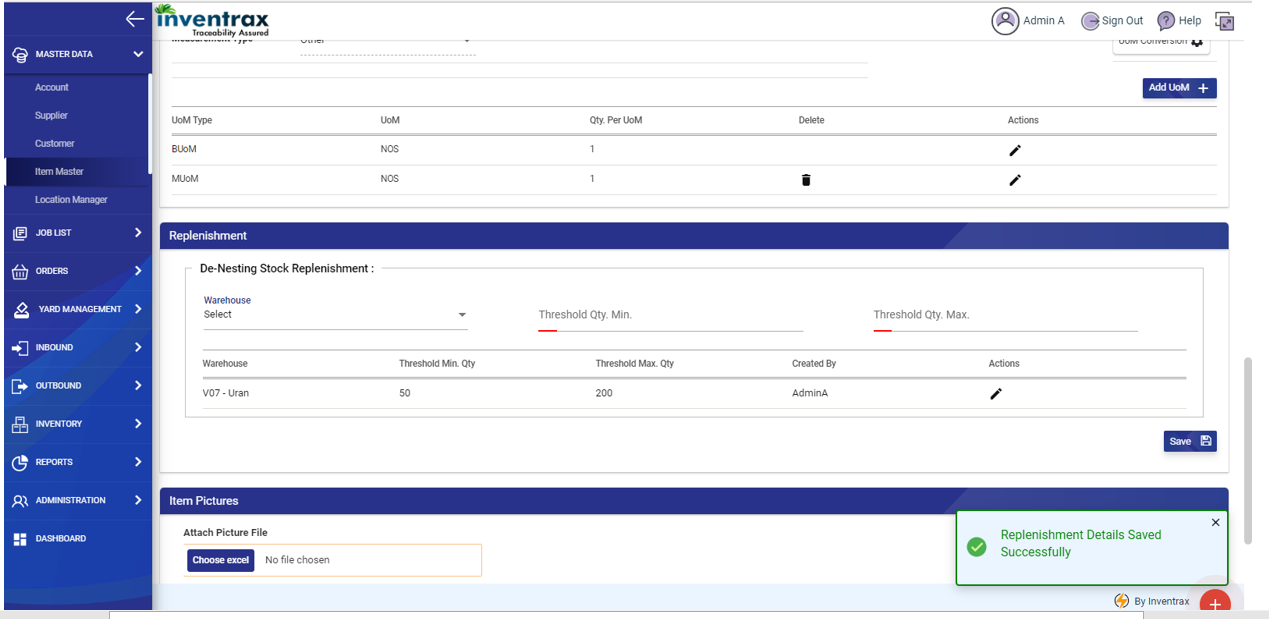 inventrax
Traceability Assured
Admin A
Sign Out
Help
MASTER DATA
Account
Supplier
Customer
Item Master
Location Manager
JOB LIST
ORDERS
YARD MANAGEMENT
INBOUND
OUTBOUND
INVENTORY
REPORTS
ADMINISTRATION
DASHBOARD
Measurement Type
Other
UoM Conversion
Add UoM
UoM Type UoM Qty. Per UoM Delete Actions
BUoM NOS 1
MUoM NOS 1
Replenishment
De-Nesting Stock Replenishment :
Warehouse
Select
Threshold Qty. Min.
Threshold Qty. Max.
Warehouse Threshold Min. Qty Threshold Max. Qty Created By Actions
V07 - Uran 50 200 AdminA
Save
Item Pictures
Attach Picture File
Choose excel No file chosen
Replenishment Details Saved
Successfully
By Inventrax